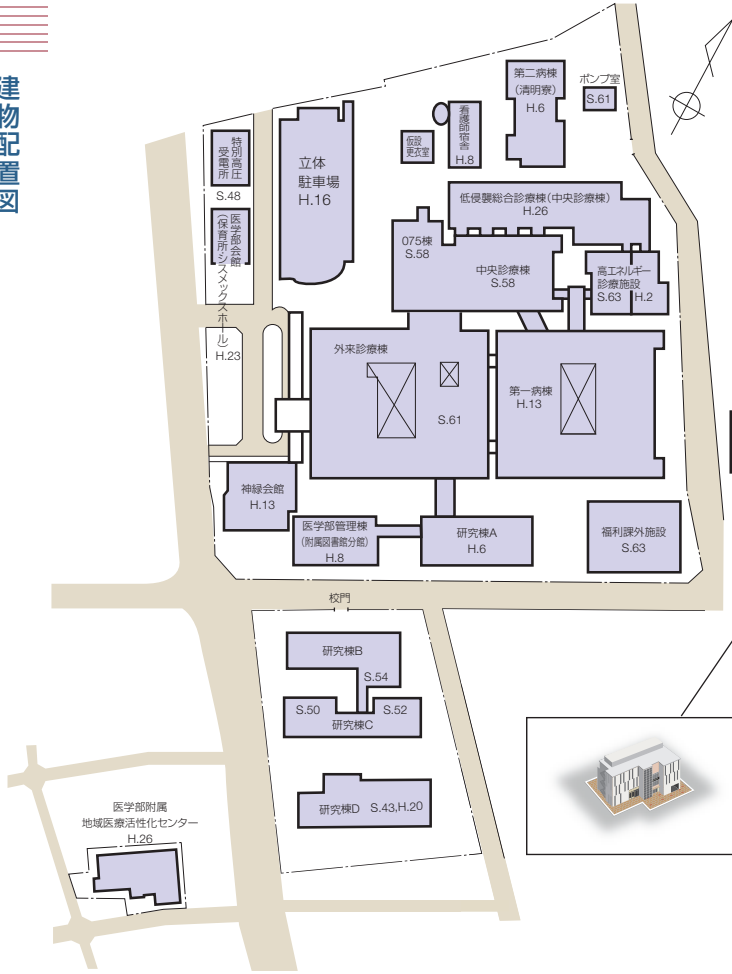 建物配置図
特別高圧
受電所
S.48
医学部会館
(保育所シスメックスホール)
H.23
立体
駐車場
H.16
仮設
更衣室
看護師宿舎
H.8
第二病棟
(清明寮)
H.6
ポンプ室
S.61
低侵襲総合診療棟(中央診療棟)
H.26
075棟
S.58
中央診療棟
S.58
高エネルギー
診療施設
S.63 H.2
外来診療棟
S.61
第一病棟
H.13
神緑会館
H.13
医学部管理棟
(附属図書館分館)
H.8
研究棟A
H.6
福利課外施設
S.63
校門
研究棟B
S.54
S.50 S.52
研究棟C
研究棟D S.43,H.20
医学部附属
地域医療活性化センター
H.26